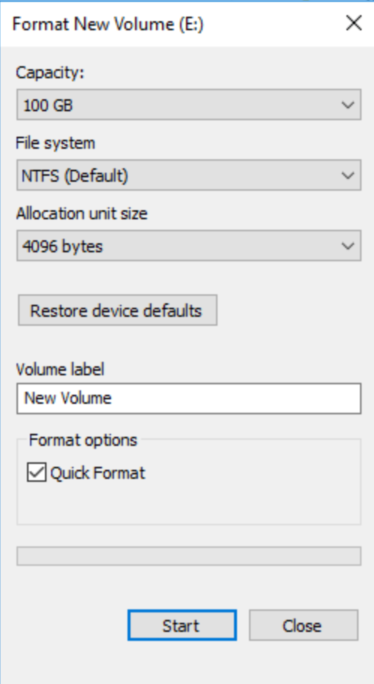 Format New Volume (E:)
Capacity:
100 GB
File system
NTFS (Default)
Allocation unit size
4096 bytes
Restore device defaults
Volume label
New Volume
Format options
Quick Format
Start Close